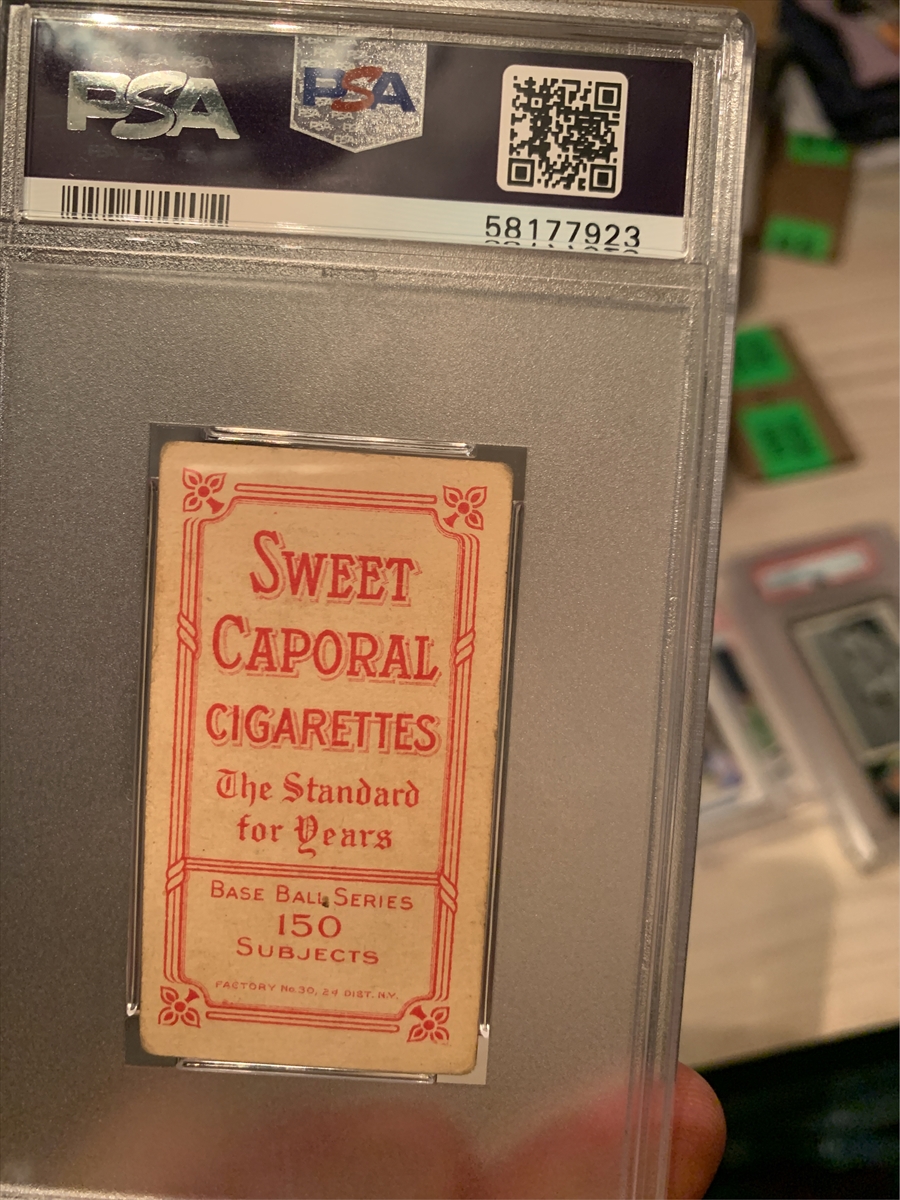 PSA
PSA
58177923
SWEET
CAPORAL
CIGARETTES
The Standard
for Years
BASE BALL SERIES
150
SUBJECTS
FACTORY No. 30, 24 DIST. N.Y.